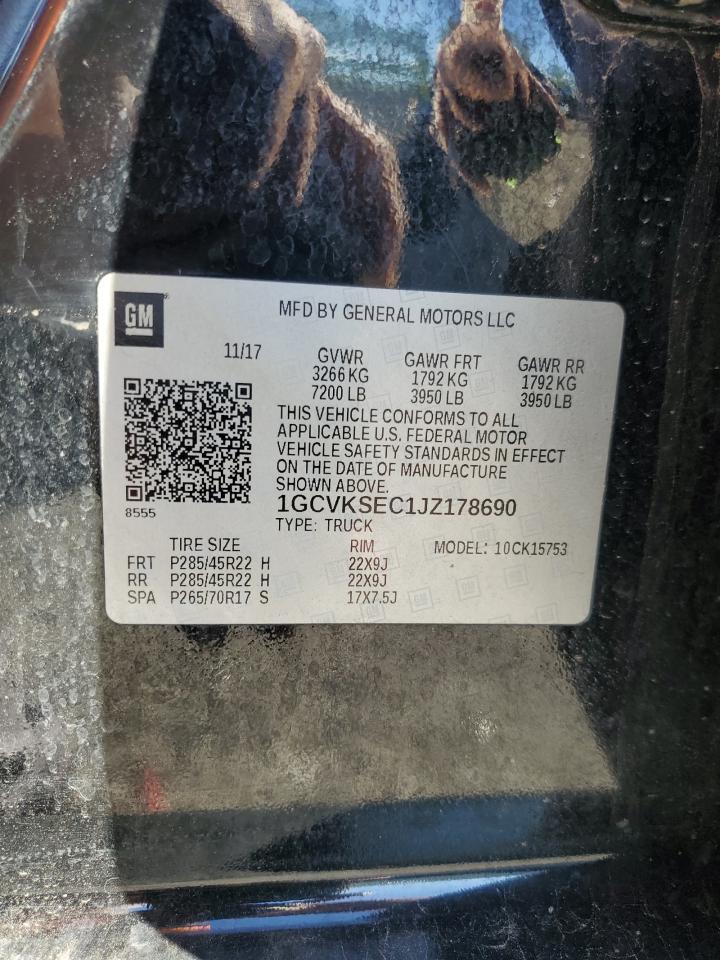 GM
MFD BY GENERAL MOTORS LLC
11/17
GVWR GAWR FRT GAWR RR
3266 KG 1792 KG 1792 KG
7200 LB 3950 LB 3950 LB
THIS VEHICLE CONFORMS TO ALL
APPLICABLE U.S. FEDERAL MOTOR
VEHICLE SAFETY STANDARDS IN EFFECT
ON THE DATE OF MANUFACTURE
SHOWN ABOVE.
1GCVKSEC1JZ178690
8555
TYPE: TRUCK
TIRE SIZE RIM MODEL: 10CK15753
FRT P285/45R22 H 22X9J
RR P285/45R22 H 22X9J
SPA P265/70R17 S 17X7.5J